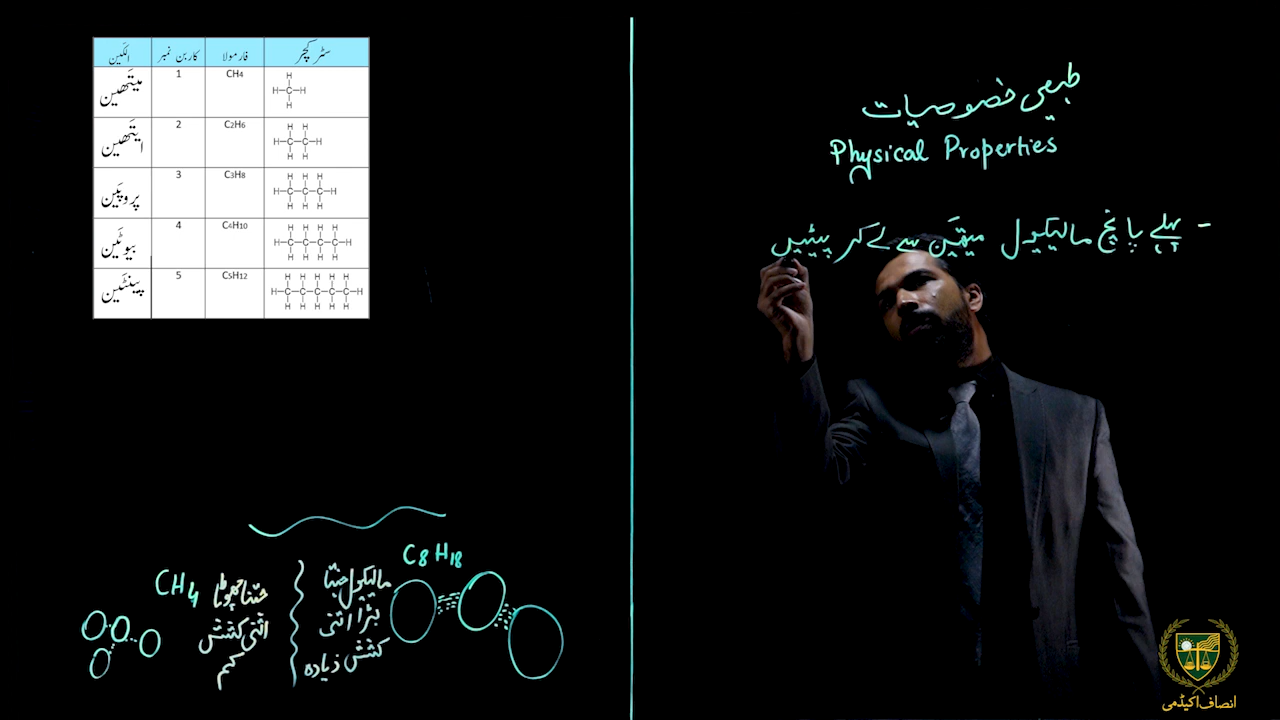 الکین کاربن نمبر فارمولا سٹرکچر
میتھین 1 CH4
ایتھین 2 C2H6
پروپین 3 C3H8
بیوٹین 4 C4H10
پینٹین 5 C5H12
طبعی خصوصیات
Physical Properties
- پہلے پانچ مالیکیول میتھین سے لے کر پینٹین
C8H18
مالیکیول جتنا
بڑا اتنی
کشش زیادہ
CH4
جتنا چھوٹا
اتنی کشش
کم
انصاف اکیڈمی